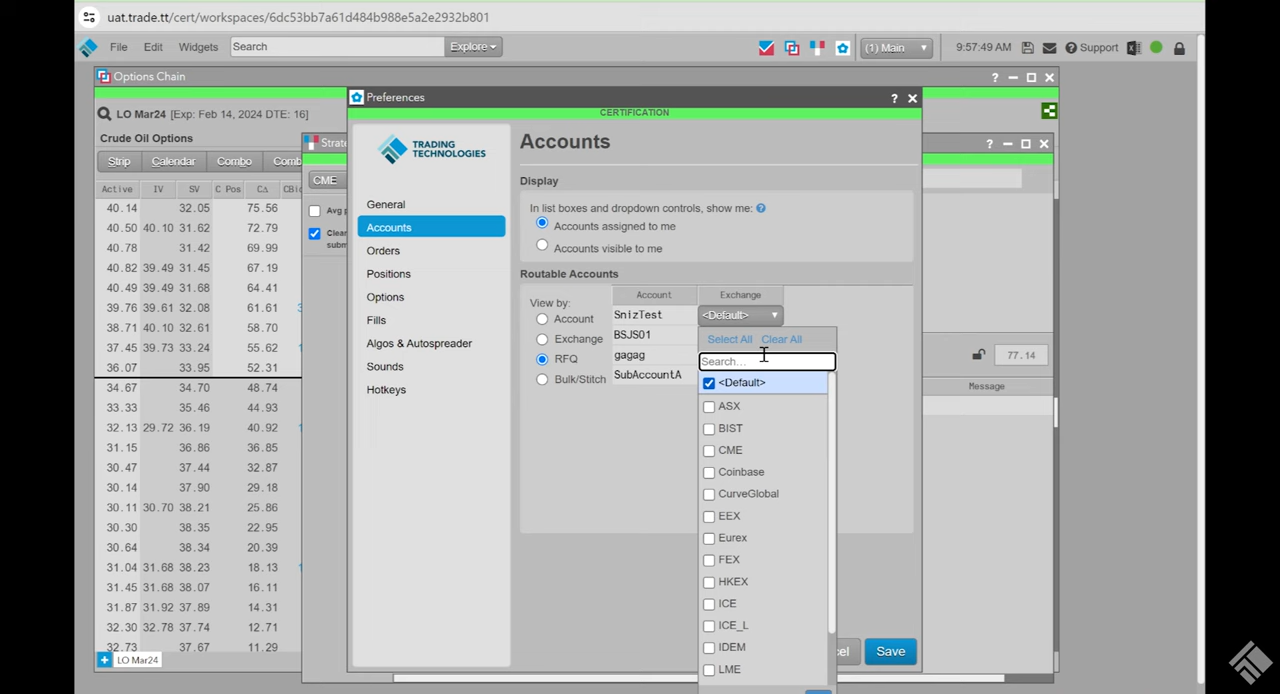 uat.trade.tt/cert/workspaces/6dc53bb7a61d484b988e5a2e2932b801
File Edit Widgets Search Explore (1) Main 9:57:49 AM ? Support
Options Chain ?
LO Mar24 [Exp: Feb 14, 2024 DTE: 16]
Crude Oil Options
Strip Calendar Combo
Active IV SV C Pos CΔ
40.14 32.05 75.56
40.50 40.10 31.62 72.79
40.78 31.42 69.99
40.82 39.49 31.45 67.19
40.49 39.49 31.68 64.41
39.76 39.61 32.08 61.61
38.71 40.10 32.61 58.70
37.45 39.73 33.24 55.62
36.07 33.95 52.31
34.67 34.70 48.74
33.33 35.46 44.93
32.13 29.72 36.19 40.92
31.15 36.86 36.85
30.47 37.44 32.87
30.14 37.90 29.18
30.11 30.70 38.21 25.86
30.30 38.35 22.95
30.64 38.34 20.39
31.04 31.68 38.23 18.13
31.45 31.68 38.07 16.11
31.87 31.92 37.89 14.31
32.30 32.78 37.74 12.71
32.73 37.67 11.29
+ LO Mar24
CME
Preferences ?
CERTIFICATION
TRADING
TECHNOLOGIES
General
Accounts
Orders
Positions
Options
Fills
Algos & Autospreader
Sounds
Hotkeys
Accounts
Display
In list boxes and dropdown controls, show me: ?
Accounts assigned to me
Accounts visible to me
Routable Accounts
View by:
Account
Exchange
RFQ
Bulk/Stitch
Account Exchange
SnizTest <Default>
BSJS01
gagag
SubAccountA
Select All Clear All
Search...
<Default>
ASX
BIST
CME
Coinbase
CurveGlobal
EEX
Eurex
FEX
HKEX
ICE
ICE_L
IDEM
LME
Save
?
77.14
Message